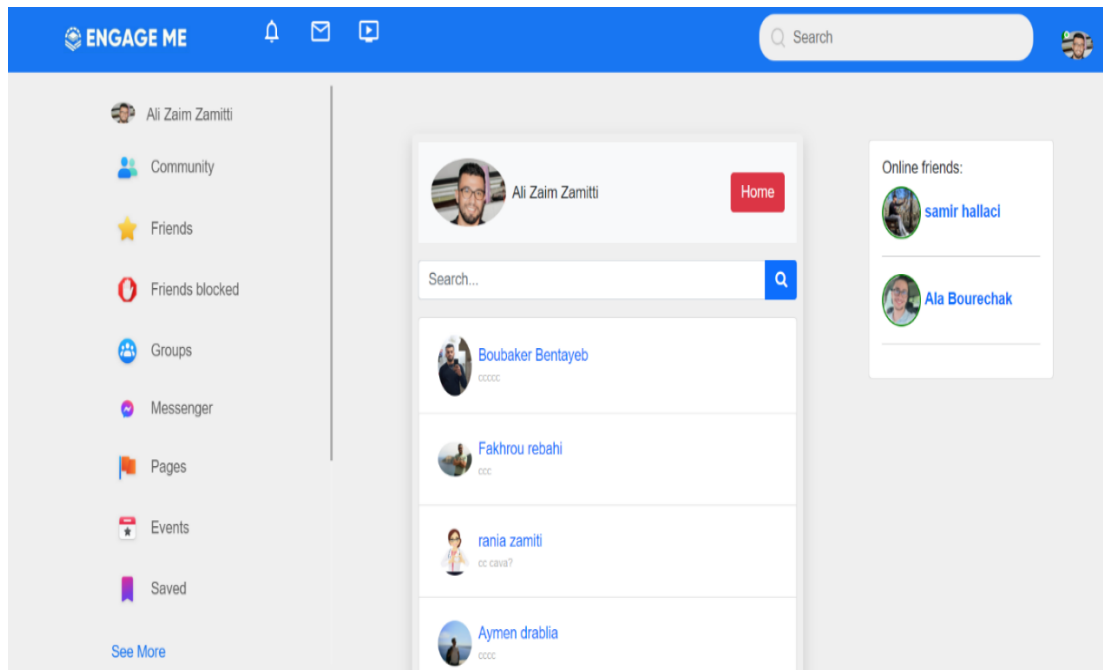 ENGAGE ME
Search
Ali Zaim Zamitti
Community
Friends
Friends blocked
Groups
Messenger
Pages
Events
Saved
See More
Ali Zaim Zamitti
Home
Search...
Boubaker Bentayeb
ccccc
Fakhrou rebahi
ccc
rania zamiti
cc cava?
Aymen drablia
cccc
Online friends:
samir hallaci
Ala Bourechak